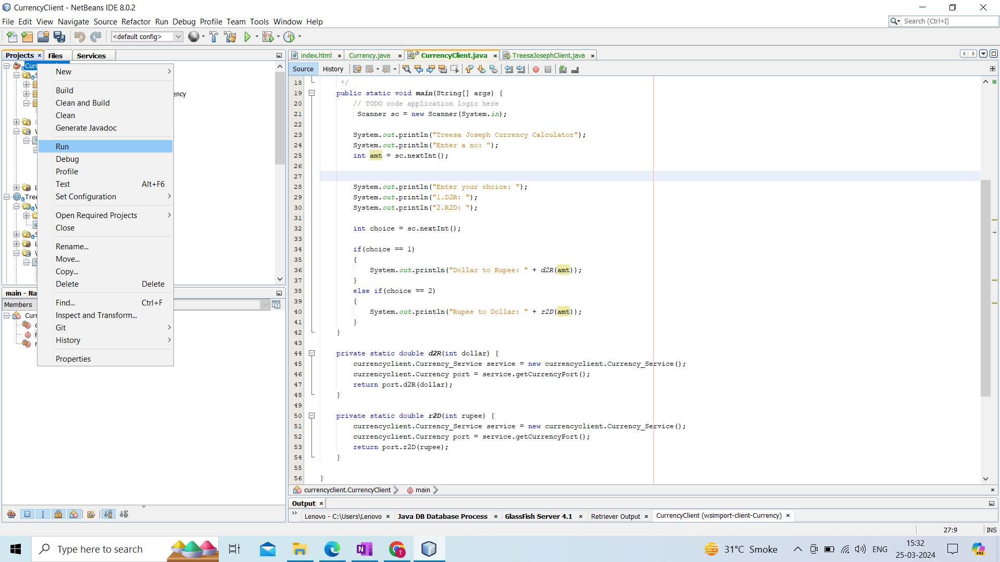 CurrencyClient - NetBeans IDE 8.0.2
File Edit View Navigate Source Refactor Run Debug Profile Team Tools Window Help
Search (Ctrl+I)
<default config>
Projects Files Services
index.html Currency.java CurrencyClient.java TreesaJosephClient.java
Source History
New
Build
Clean and Build
Clean
Generate Javadoc
Run
Debug
Profile
Test Alt+F6
Set Configuration
Open Required Projects
Close
Rename...
Move...
Copy...
Delete Delete
Find... Ctrl+F
Inspect and Transform...
Git
History
Properties
ency
Tree
main - Na
Members
Curr
18 */
19 public static void main(String[] args) {
20 // TODO code application logic here
21 Scanner sc = new Scanner(System.in);
22
23 System.out.println("Treesa Joseph Currency Calculator");
24 System.out.println("Enter a no: ");
25 int amt = sc.nextInt();
26
27
28 System.out.println("Enter your choice: ");
29 System.out.println("1.D2R: ");
30 System.out.println("2.R2D: ");
31
32 int choice = sc.nextInt();
33
34 if(choice == 1)
35 {
36 System.out.println("Dollar to Rupee: " + d2R(amt));
37 }
38 else if(choice == 2)
39 {
40 System.out.println("Rupee to Dollar: " + r2D(amt));
41 }
42 }
43
44 private static double d2R(int dollar) {
45 currencyclient.Currency_Service service = new currencyclient.Currency_Service();
46 currencyclient.Currency port = service.getCurrencyPort();
47 return port.d2R(dollar);
48 }
49
50 private static double r2D(int rupee) {
51 currencyclient.Currency_Service service = new currencyclient.Currency_Service();
52 currencyclient.Currency port = service.getCurrencyPort();
53 return port.r2D(rupee);
54 }
55
56 }
currencyclient.CurrencyClient main
Output
Lenovo - C:\Users\Lenovo Java DB Database Process GlassFish Server 4.1 Retriever Output CurrencyClient (wsimport-client-Currency)
27:9 INS
Type here to search
31°C Smoke
ENG
15:32
25-03-2024